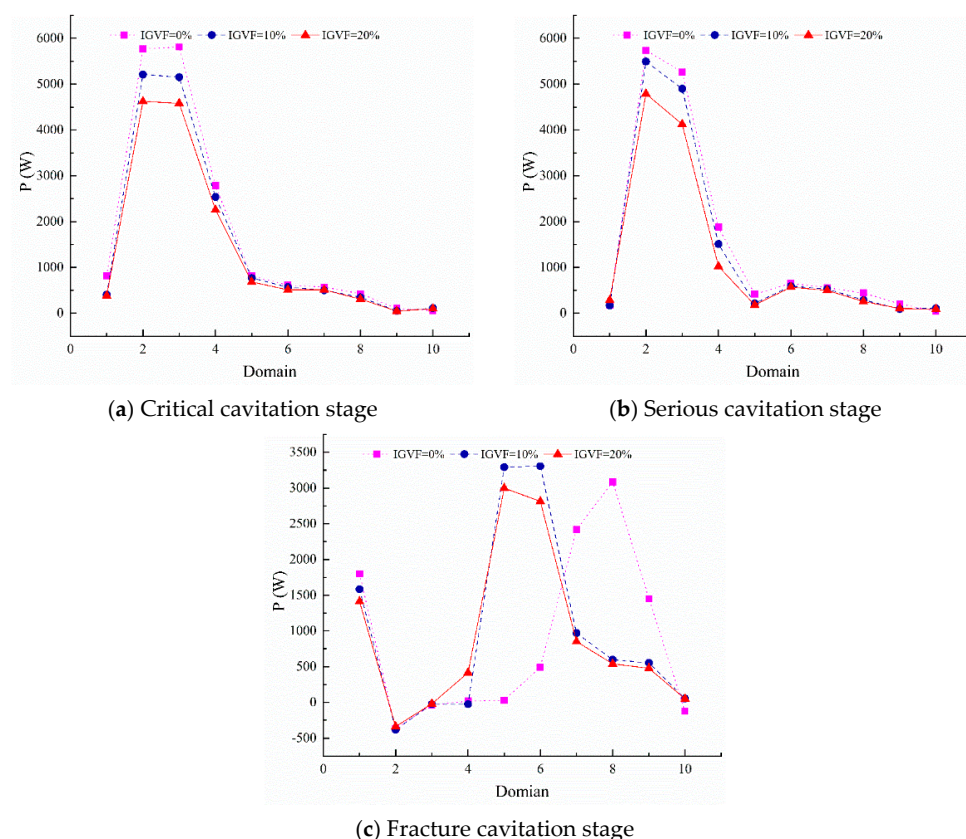 IGVF=0% IGVF=10% IGVF=20%
6000
5000
4000
3000
2000
1000
0
P (W)
0 2 4 6 8 10
Domain
(a) Critical cavitation stage
IGVF=0% IGVF=10% IGVF=20%
6000
5000
4000
3000
2000
1000
0
P (W)
0 2 4 6 8 10
Domain
(b) Serious cavitation stage
IGVF=0% IGVF=10% IGVF=20%
3500
3000
2500
2000
1500
1000
500
0
-500
P (W)
0 2 4 6 8 10
Domian
(c) Fracture cavitation stage